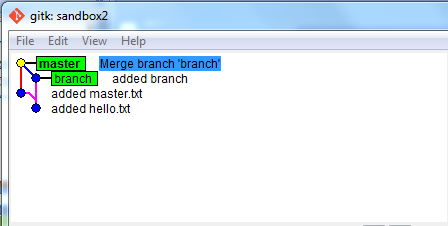 gitk: sandbox2
File Edit View Help
master Merge branch 'branch'
branch added branch
added master.txt
added hello.txt